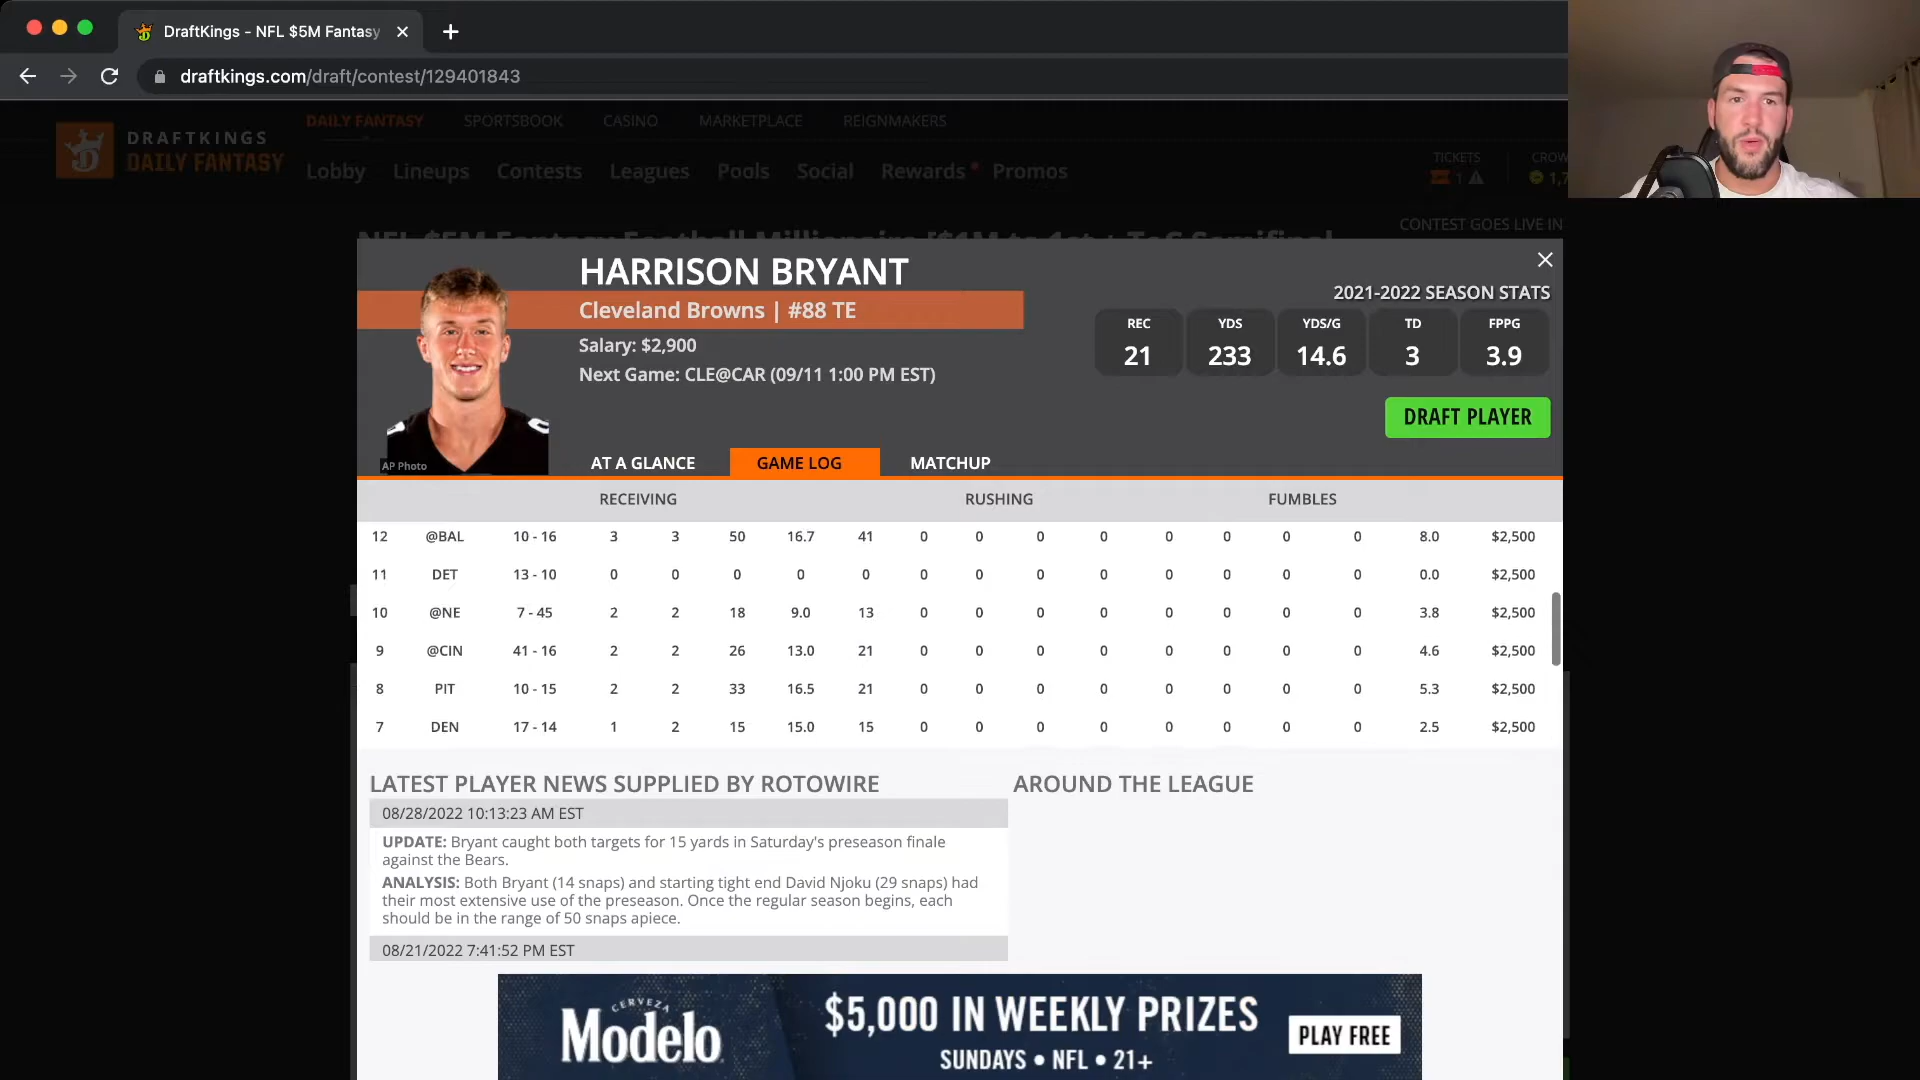 DraftKings - NFL $5M Fantasy
draftkings.com/draft/contest/129401843
DRAFTKINGS
DAILY FANTASY
DAILY FANTASY SPORTSBOOK CASINO MARKETPLACE REIGNMAKERS
Lobby Lineups Contests Leagues Pools Social Rewards Promos
TICKETS
1
CROW
1,7
CONTEST GOES LIVE IN
NFL $5M Fantasy Football Millionaire [$1M to 1st + ToC Semifinal
HARRISON BRYANT
Cleveland Browns | #88 TE
Salary: $2,900
Next Game: CLE@CAR (09/11 1:00 PM EST)
AP Photo
2021-2022 SEASON STATS
REC YDS YDS/G TD FPPG
21 233 14.6 3 3.9
DRAFT PLAYER
AT A GLANCE GAME LOG MATCHUP
RECEIVING RUSHING FUMBLES
12 @BAL 10 - 16 3 3 50 16.7 41 0 0 0 0 0 0 0 0 8.0 $2,500
11 DET 13 - 10 0 0 0 0 0 0 0 0 0 0 0 0 0 0.0 $2,500
10 @NE 7 - 45 2 2 18 9.0 13 0 0 0 0 0 0 0 0 3.8 $2,500
9 @CIN 41 - 16 2 2 26 13.0 21 0 0 0 0 0 0 0 0 4.6 $2,500
8 PIT 10 - 15 2 2 33 16.5 21 0 0 0 0 0 0 0 0 5.3 $2,500
7 DEN 17 - 14 1 2 15 15.0 15 0 0 0 0 0 0 0 0 2.5 $2,500
LATEST PLAYER NEWS SUPPLIED BY ROTOWIRE
08/28/2022 10:13:23 AM EST
UPDATE: Bryant caught both targets for 15 yards in Saturday's preseason finale
against the Bears.
ANALYSIS: Both Bryant (14 snaps) and starting tight end David Njoku (29 snaps) had
their most extensive use of the preseason. Once the regular season begins, each
should be in the range of 50 snaps apiece.
08/21/2022 7:41:52 PM EST
AROUND THE LEAGUE
CERVEZA
Modelo
$5,000 IN WEEKLY PRIZES
SUNDAYS • NFL • 21+
PLAY FREE